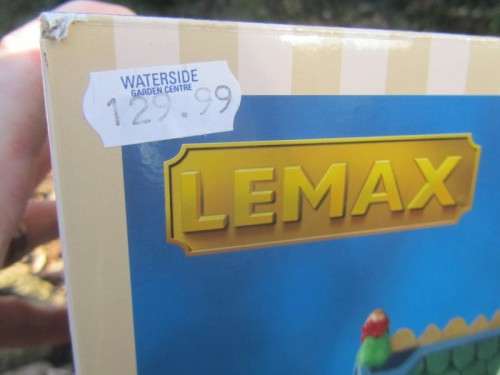 WATERSIDE
GARDEN CENTRE
129.99
LEMAX